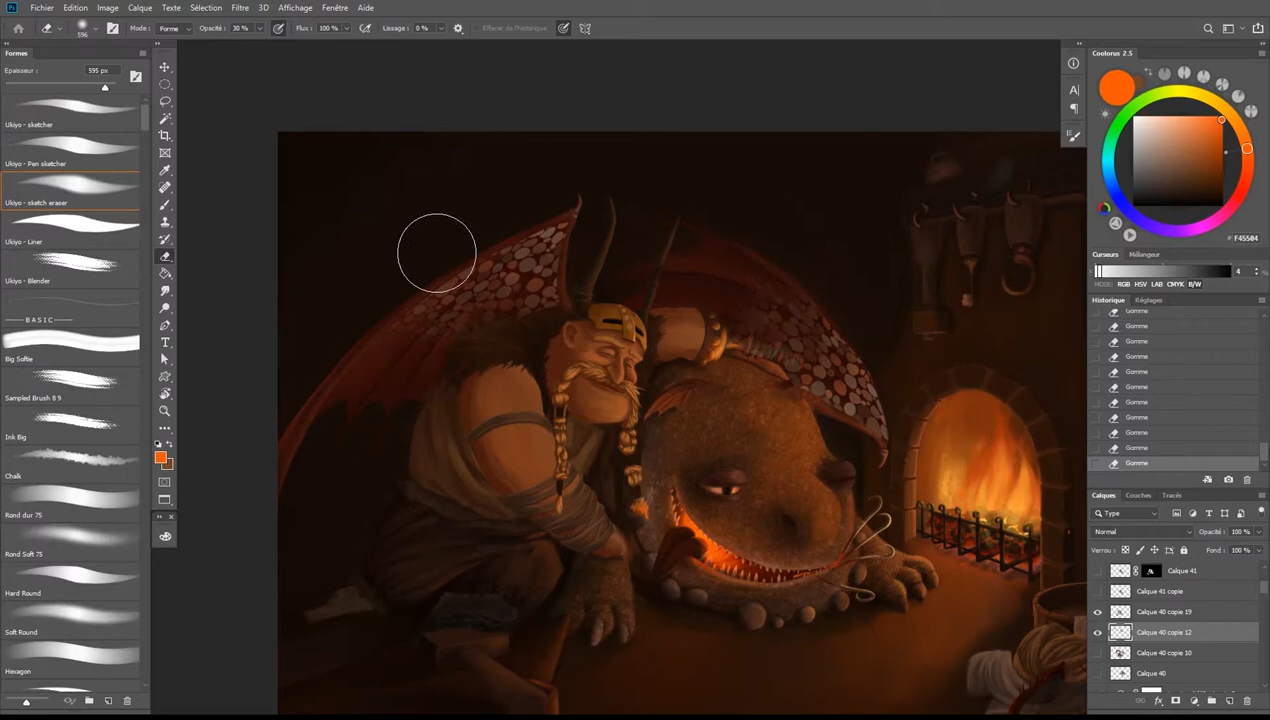 Fichier Edition Image Calque Texte Sélection Filtre 3D Affichage Fenêtre Aide
596 Mode : Forme Opacité : 30 % Flux : 100 % Lissage : 0 % Effacer de l'historique
Formes
Epaisseur : 595 px
Ukiyo - sketcher
Ukiyo - Pen sketcher
Ukiyo - sketch eraser
Ukiyo - Liner
Ukiyo - Blender
------- B A S I C -------
Big Softie
Sampled Brush 8 9
Ink Big
Chalk
Rond dur 75
Rond Soft 75
Hard Round
Soft Round
Hexagon
Coolorus 2.5
# F45504
Curseurs Mélangeur
4 %
MODE: RGB HSV LAB CMYK B/W
Historique Réglages
Gomme
Gomme
Gomme
Gomme
Gomme
Gomme
Gomme
Gomme
Gomme
Gomme
Gomme
Calques Couches Tracés
Type
Normal Opacité : 100 %
Verrou : Fond : 100 %
Calque 41
Calque 41 copie
Calque 40 copie 19
Calque 40 copie 12
Calque 40 copie 10
Calque 40